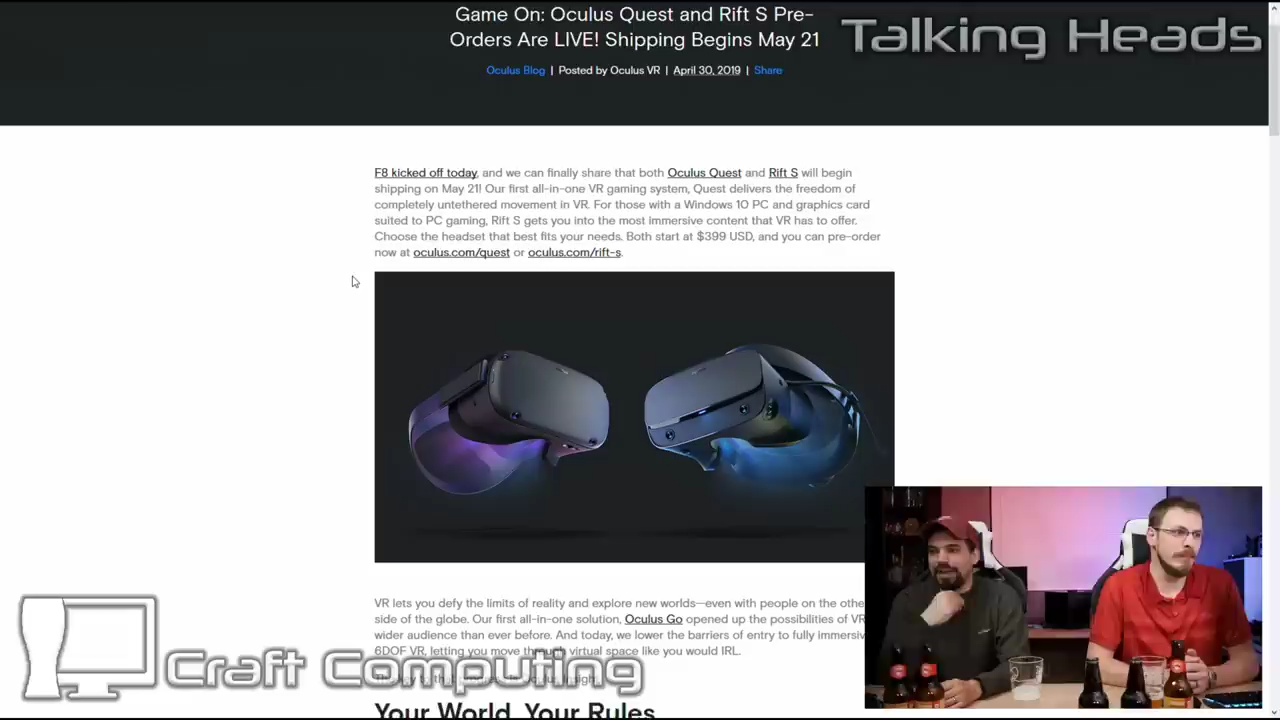 Game On: Oculus Quest and Rift S Pre-
Orders Are LIVE! Shipping Begins May 21
Talking Heads
Oculus Blog | Posted by Oculus VR | April 30, 2019 | Share
F8 kicked off today, and we can finally share that both Oculus Quest and Rift S will begin
shipping on May 21! Our first all-in-one VR gaming system, Quest delivers the freedom of
completely untethered movement in VR. For those with a Windows 10 PC and graphics card
suited to PC gaming, Rift S gets you into the most immersive content that VR has to offer.
Choose the headset that best fits your needs. Both start at $399 USD, and you can pre-order
now at oculus.com/quest or oculus.com/rift-s.
VR lets you defy the limits of reality and explore new worlds—even with people on the othe
side of the globe. Our first all-in-one solution, Oculus Go opened up the possibilities of VR
wider audience than ever before. And today, we lower the barriers of entry to fully immersiv
6DOF VR, letting you move through virtual space like you would IRL.
Craft Computing
Your World, Your Rules